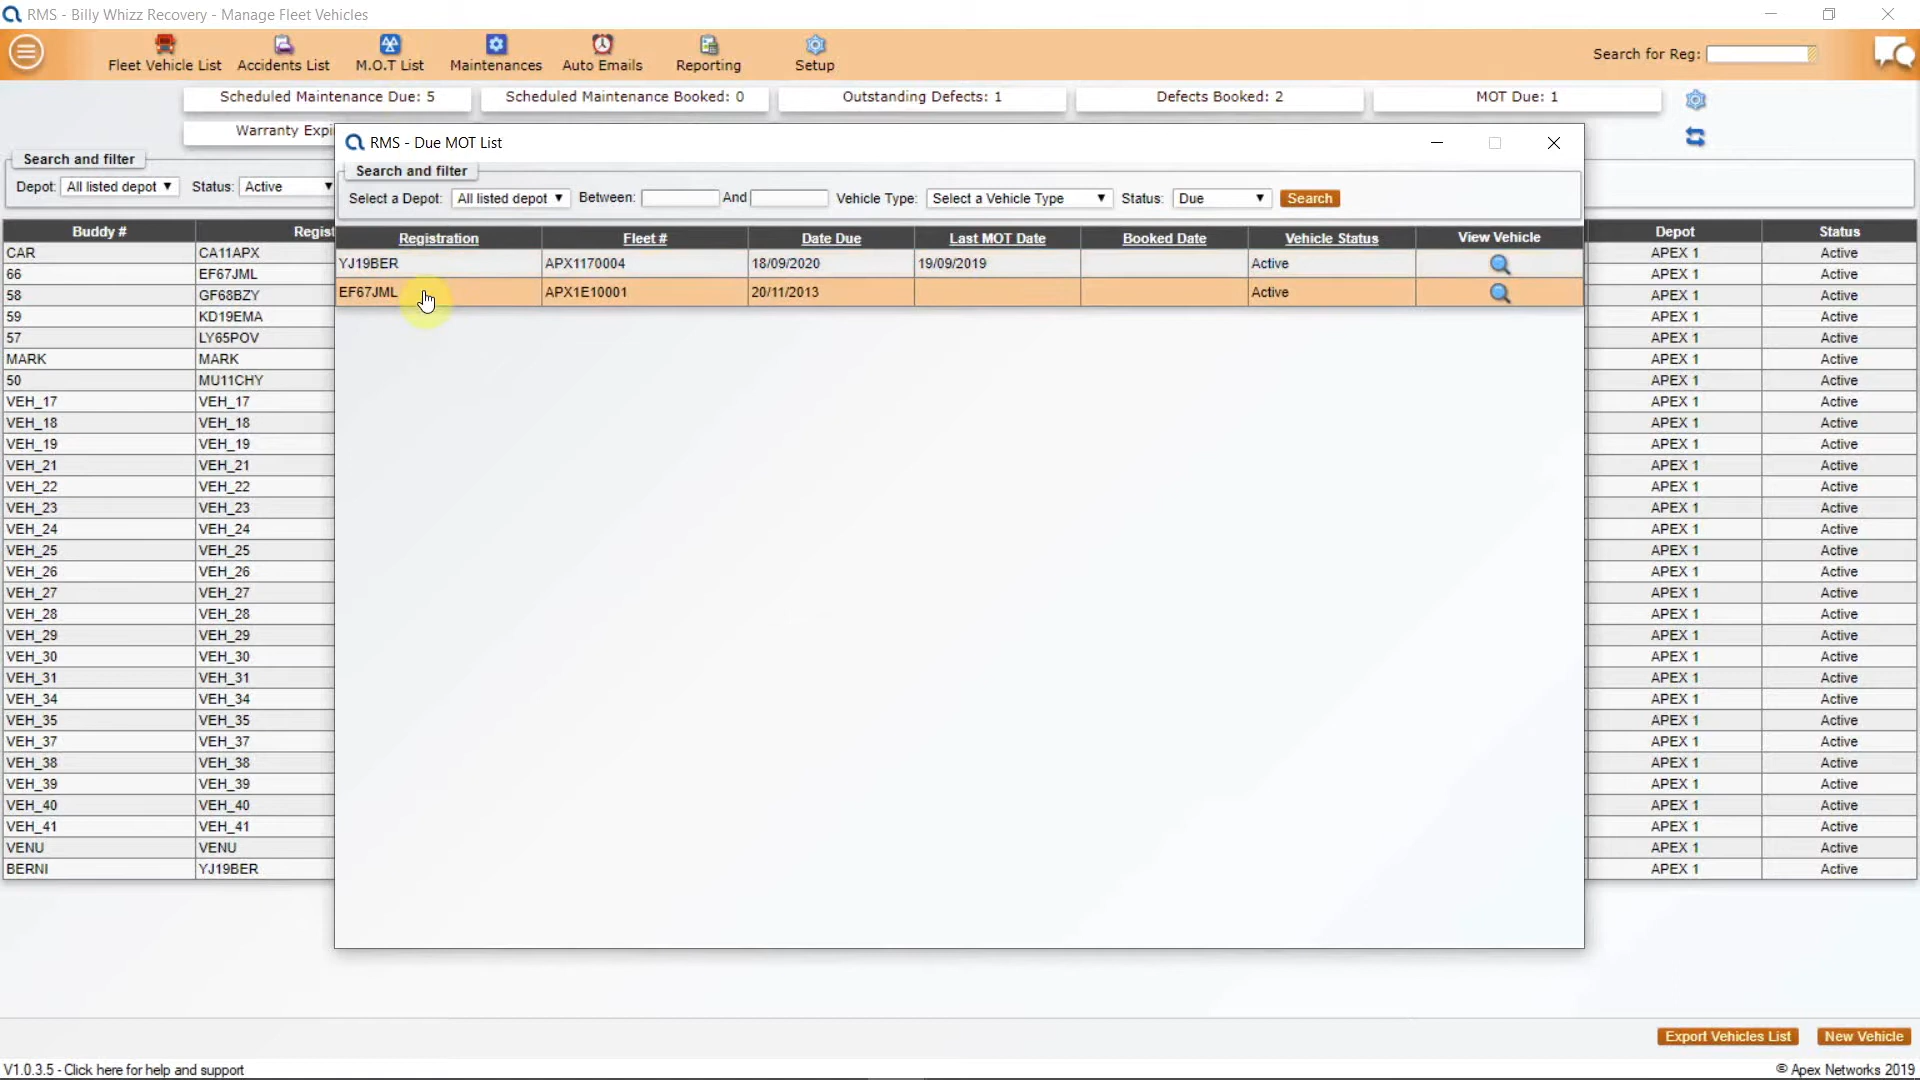 RMS - Billy Whizz Recovery - Manage Fleet Vehicles
Fleet Vehicle List Accidents List M.O.T List Maintenances Auto Emails Reporting Setup Search for Reg:
Scheduled Maintenance Due: 5 Scheduled Maintenance Booked: 0 Outstanding Defects: 1 Defects Booked: 2 MOT Due: 1
Warranty Expi
Search and filter
Depot: All listed depot Status: Active
RMS - Due MOT List
Search and filter
Select a Depot: All listed depot Between: And Vehicle Type: Select a Vehicle Type Status: Due Search
Registration Fleet # Date Due Last MOT Date Booked Date Vehicle Status View Vehicle
YJ19BER APX1170004 18/09/2020 19/09/2019 Active
EF67JML APX1E10001 20/11/2013 Active
Buddy # Regist Depot Status
CAR CA11APX APEX 1 Active
66 EF67JML APEX 1 Active
58 GF68BZY APEX 1 Active
59 KD19EMA APEX 1 Active
57 LY65POV APEX 1 Active
MARK MARK APEX 1 Active
50 MU11CHY APEX 1 Active
VEH_17 VEH_17 APEX 1 Active
VEH_18 VEH_18 APEX 1 Active
VEH_19 VEH_19 APEX 1 Active
VEH_21 VEH_21 APEX 1 Active
VEH_22 VEH_22 APEX 1 Active
VEH_23 VEH_23 APEX 1 Active
VEH_24 VEH_24 APEX 1 Active
VEH_25 VEH_25 APEX 1 Active
VEH_26 VEH_26 APEX 1 Active
VEH_27 VEH_27 APEX 1 Active
VEH_28 VEH_28 APEX 1 Active
VEH_29 VEH_29 APEX 1 Active
VEH_30 VEH_30 APEX 1 Active
VEH_31 VEH_31 APEX 1 Active
VEH_34 VEH_34 APEX 1 Active
VEH_35 VEH_35 APEX 1 Active
VEH_37 VEH_37 APEX 1 Active
VEH_38 VEH_38 APEX 1 Active
VEH_39 VEH_39 APEX 1 Active
VEH_40 VEH_40 APEX 1 Active
VEH_41 VEH_41 APEX 1 Active
VENU VENU APEX 1 Active
BERNI YJ19BER APEX 1 Active
Export Vehicles List New Vehicle
V1.0.3.5 - Click here for help and support © Apex Networks 2019